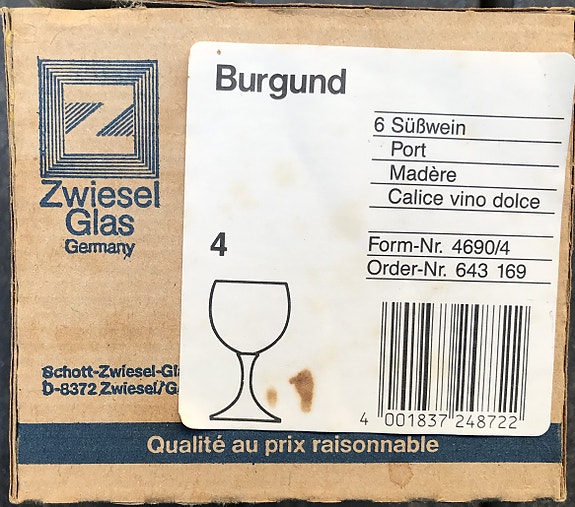 Burgund
6 Süßwein
Port
Madère
Calice vino dolce
Form-Nr. 4690/4
Order-Nr. 643 169
4
4 001837 248722
Z
Zwiesel
Glas
Germany
Schott-Zwiesel-Gl
D-8372 Zwiesel/G
Qualité au prix raisonnable